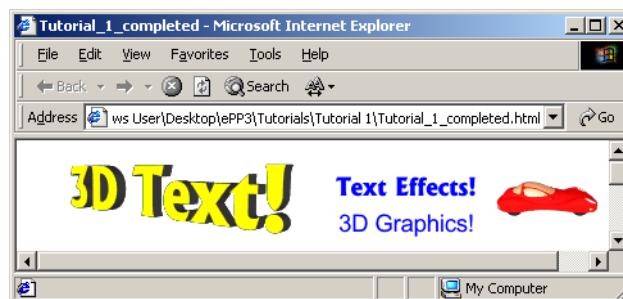 Tutorial_1_completed - Microsoft Internet Explorer
File Edit View Favorites Tools Help
Back Search
Address ws User\Desktop\ePP3\Tutorials\Tutorial 1\Tutorial_1_completed.html Go
3D Text!
Text Effects!
3D Graphics!
My Computer